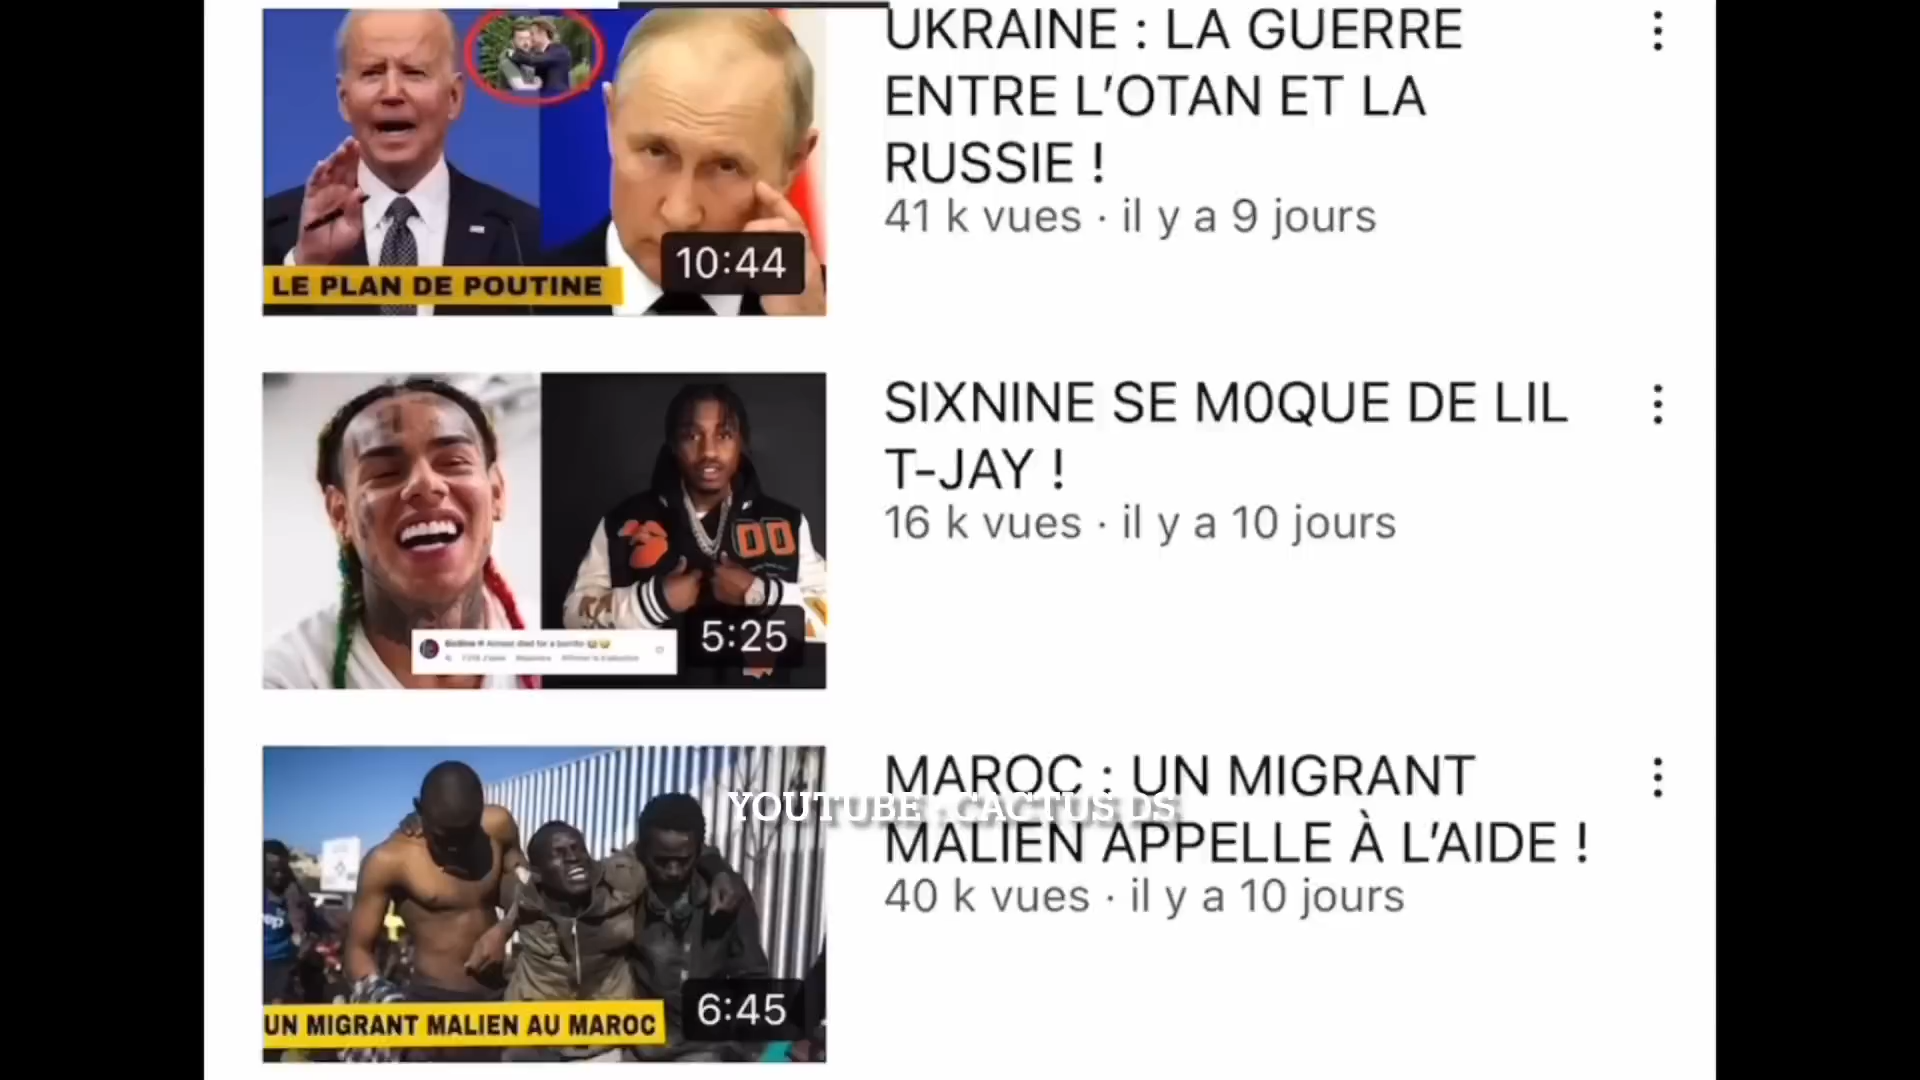 UKRAINE : LA GUERRE
ENTRE L'OTAN ET LA
RUSSIE !
41 k vues · il y a 9 jours
10:44
LE PLAN DE POUTINE
SIXNINE SE M0QUE DE LIL
T-JAY !
16 k vues · il y a 10 jours
00
5:25
MAROC : UN MIGRANT
YOUTUBE : CACTUS DS
MALIEN APPELLE À L'AIDE !
40 k vues · il y a 10 jours
6:45
UN MIGRANT MALIEN AU MAROC